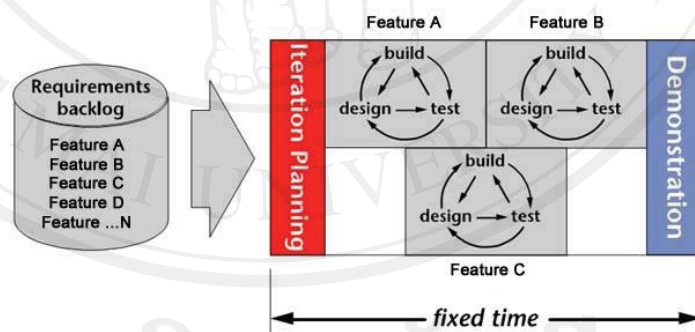 Requirements
backlog
Feature A
Feature B
Feature C
Feature D
Feature ...N
Iteration Planning
Feature A
build
design
test
Feature B
build
design
test
build
design
test
Feature C
Demonstration
fixed time